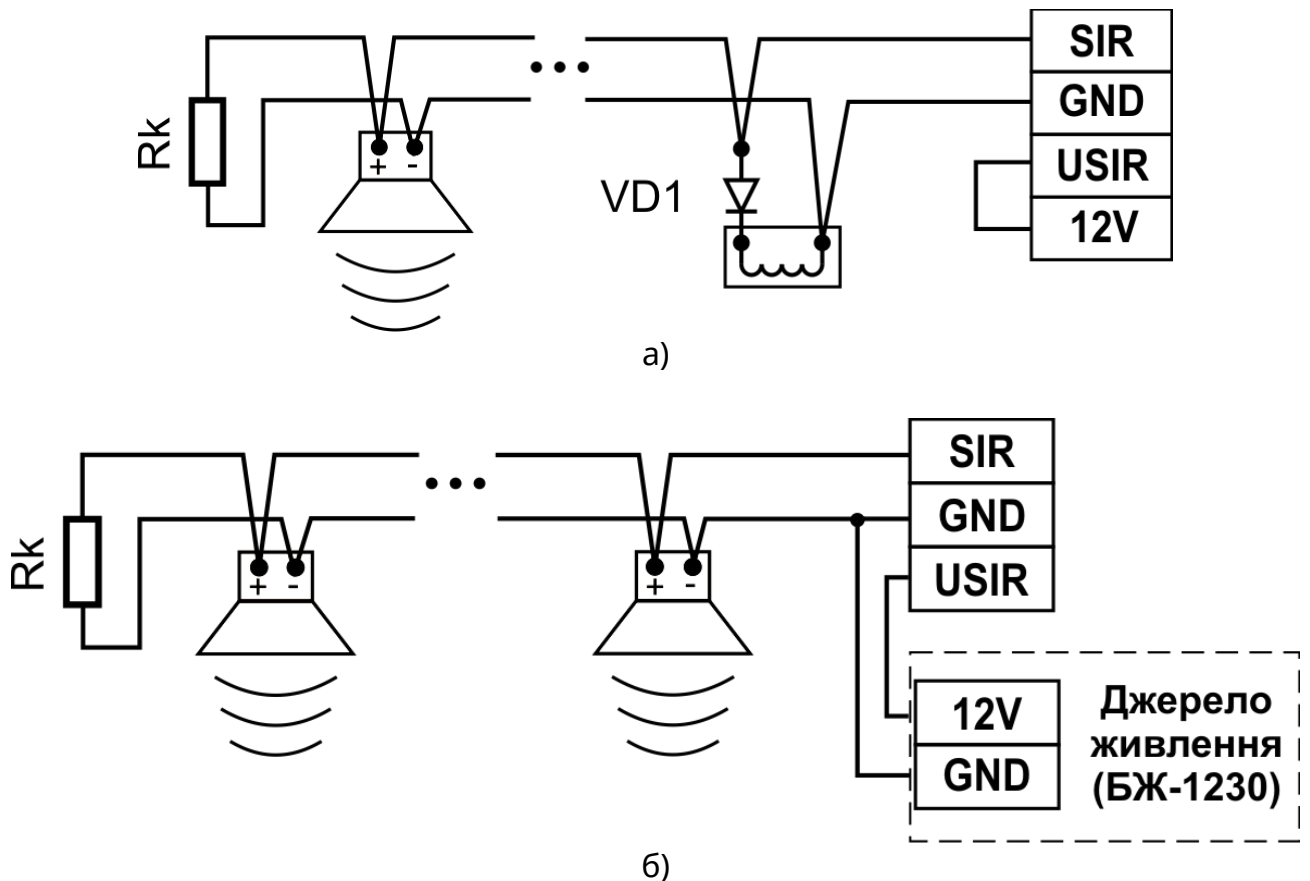 SIR
GND
USIR
12V
Rk
+ -
VD1
а)
SIR
GND
USIR
Rk
+ -
+ -
12V
GND
Джерело
живлення
(БЖ-1230)
б)